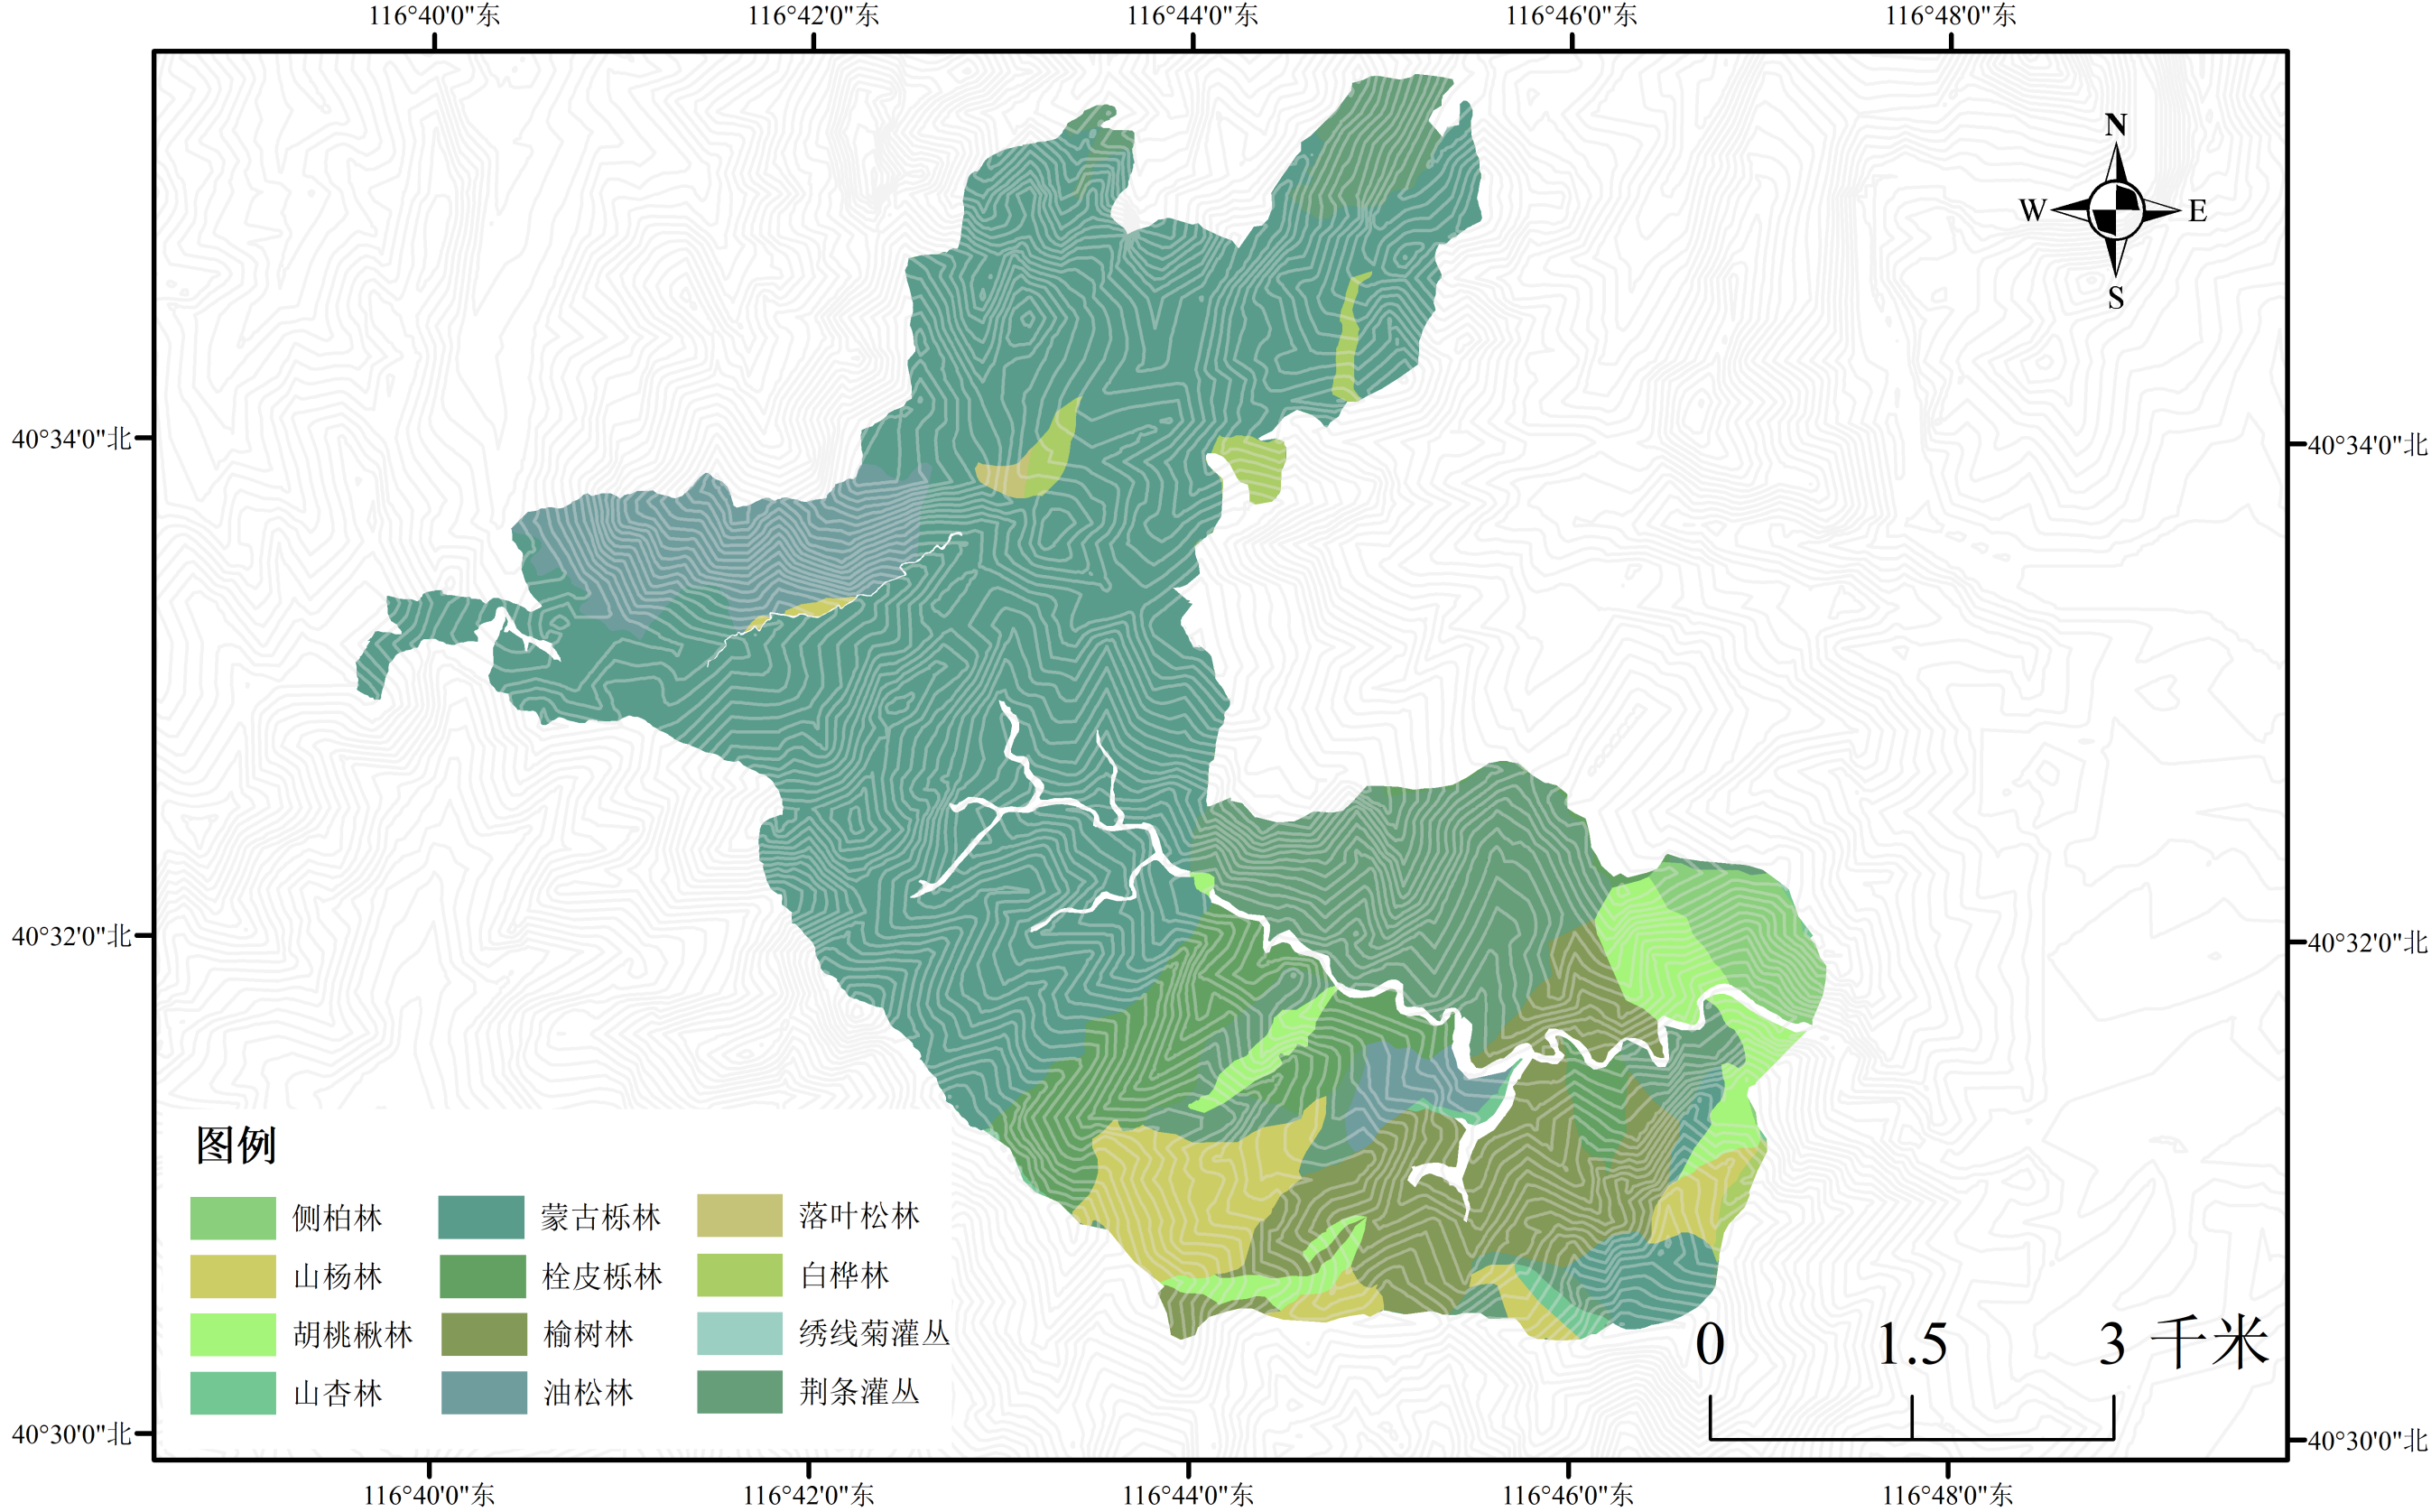 116°40'0"东 116°42'0"东 116°44'0"东 116°46'0"东 116°48'0"东
N
W E
S
40°34'0"北 40°34'0"北
40°32'0"北 40°32'0"北
图例
侧柏林 蒙古栎林 落叶松林
山杨林 栓皮栎林 白桦林
胡桃楸林 榆树林 绣线菊灌丛
山杏林 油松林 荆条灌丛
0 1.5 3 千米
40°30'0"北 40°30'0"北
116°40'0"东 116°42'0"东 116°44'0"东 116°46'0"东 116°48'0"东